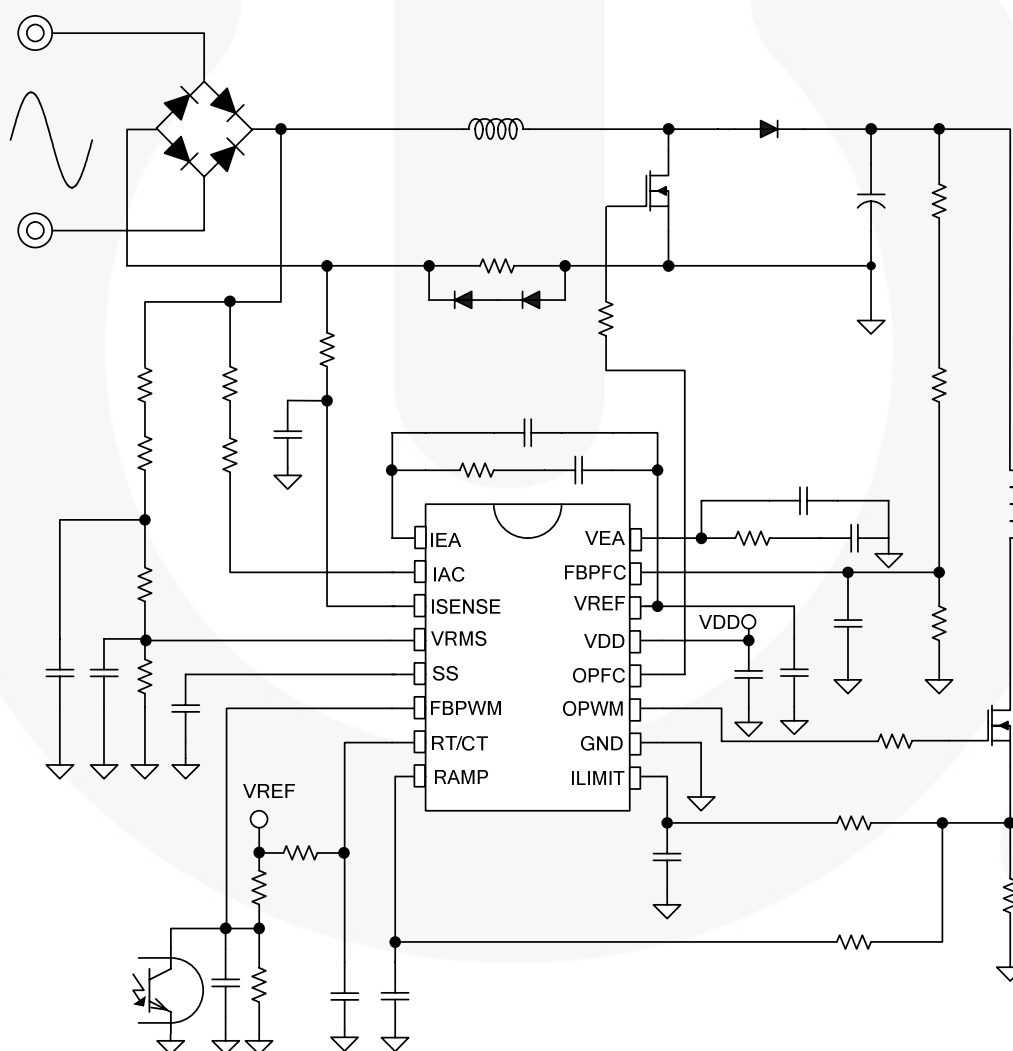 IEA
IAC
ISENSE
VRMS
SS
FBPWM
RT/CT
RAMP
VEA
FBPFC
VREF
VDD
OPFC
OPWM
GND
ILIMIT
VDD
VREF